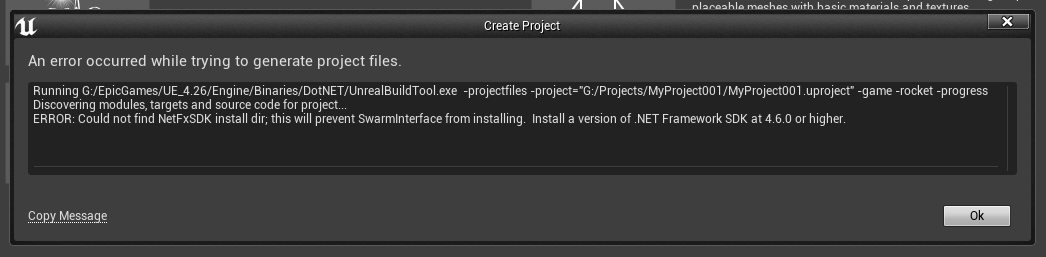 placeable meshes with basic materials and textures
Create Project
An error occurred while trying to generate project files.
Running G:/EpicGames/UE_4.26/Engine/Binaries/DotNET/UnrealBuildTool.exe  -projectfiles -project="G:/Projects/MyProject001/MyProject001.uproject" -game -rocket -progress
Discovering modules, targets and source code for project...
ERROR: Could not find NetFxSDK install dir; this will prevent SwarmInterface from installing.  Install a version of .NET Framework SDK at 4.6.0 or higher.
Copy Message
Ok